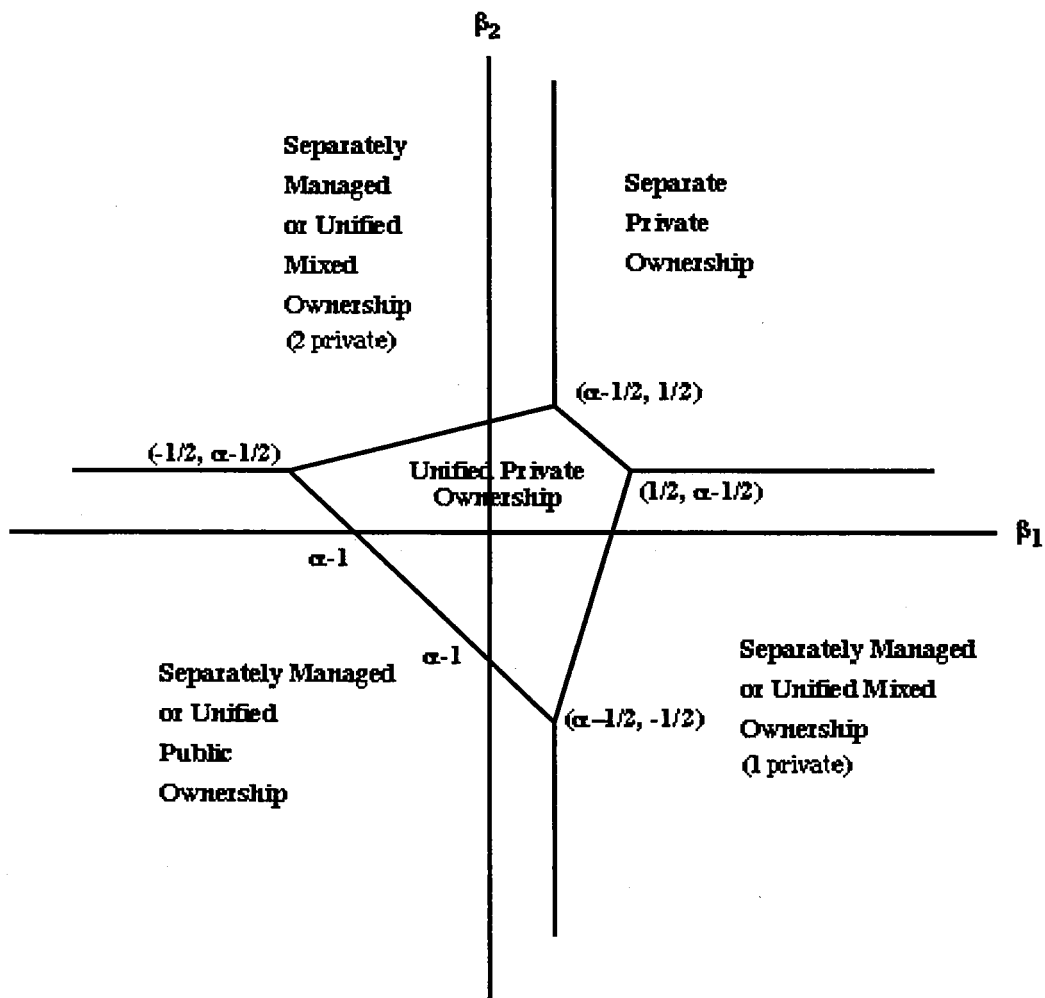 β2
Separately
Managed
or Unified
Mixed
Ownership
(2 private)
Separate
Private
Ownership
(α-1/2, 1/2)
(-1/2, α-1/2)
Unified Private
Ownership
(1/2, α-1/2)
β1
α-1
α-1
Separately Managed
or Unified
Public
Ownership
(α-1/2, -1/2)
Separately Managed
or Unified Mixed
Ownership
(1 private)